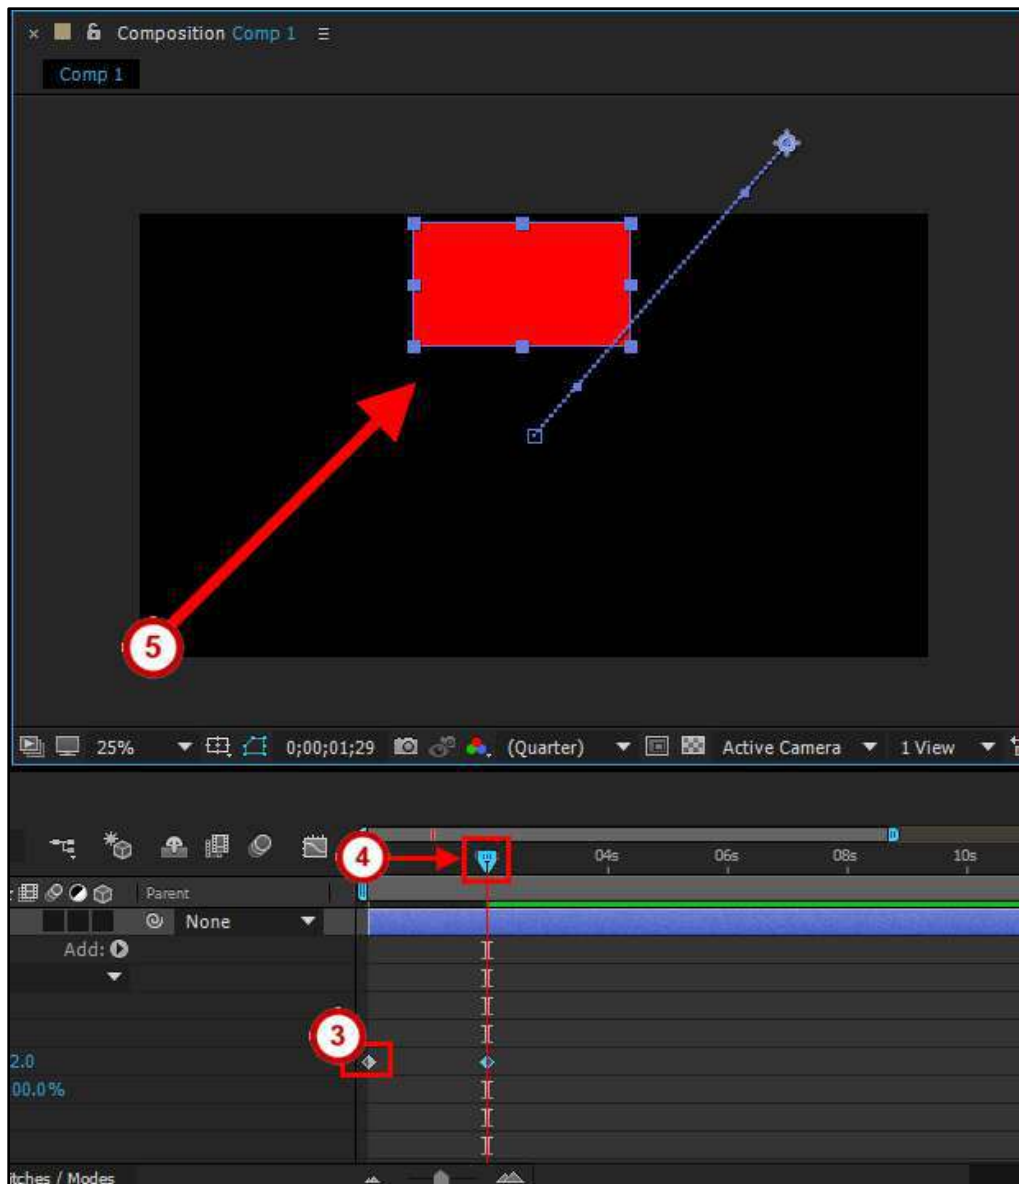 Composition Comp 1
Comp 1
5
25% 0;00;01;29 (Quarter) Active Camera 1 View
4
04s 06s 08s 10s
Parent
None
Add:
3
2.0
00.0%
itches / Modes